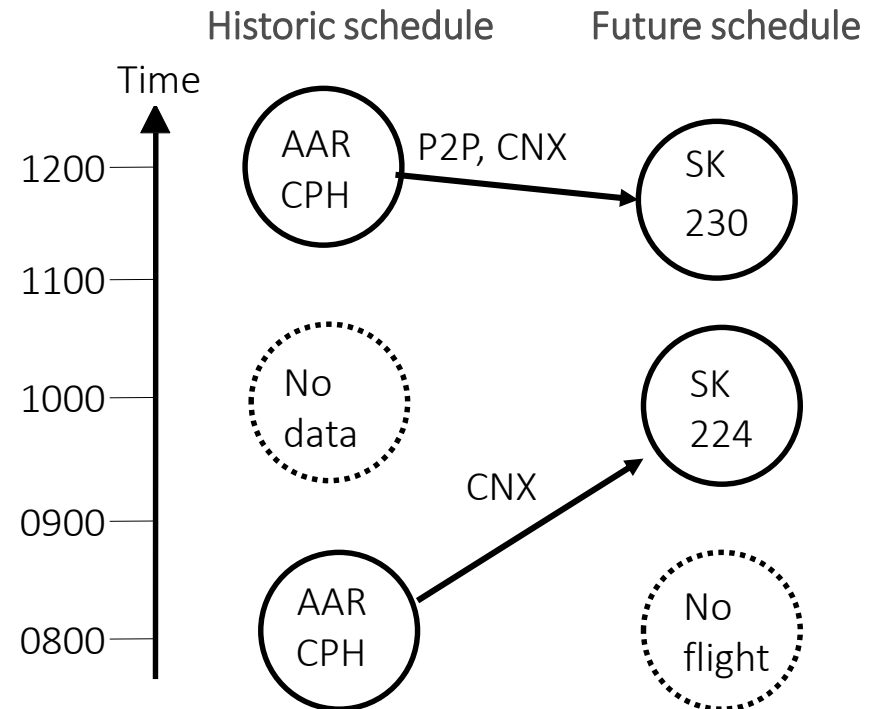 Historic schedule
Future schedule
Time
1200
AAR
CPH
P2P, CNX
SK
230
1100
1000
No
data
SK
224
CNX
0900
0800
AAR
CPH
No
flight